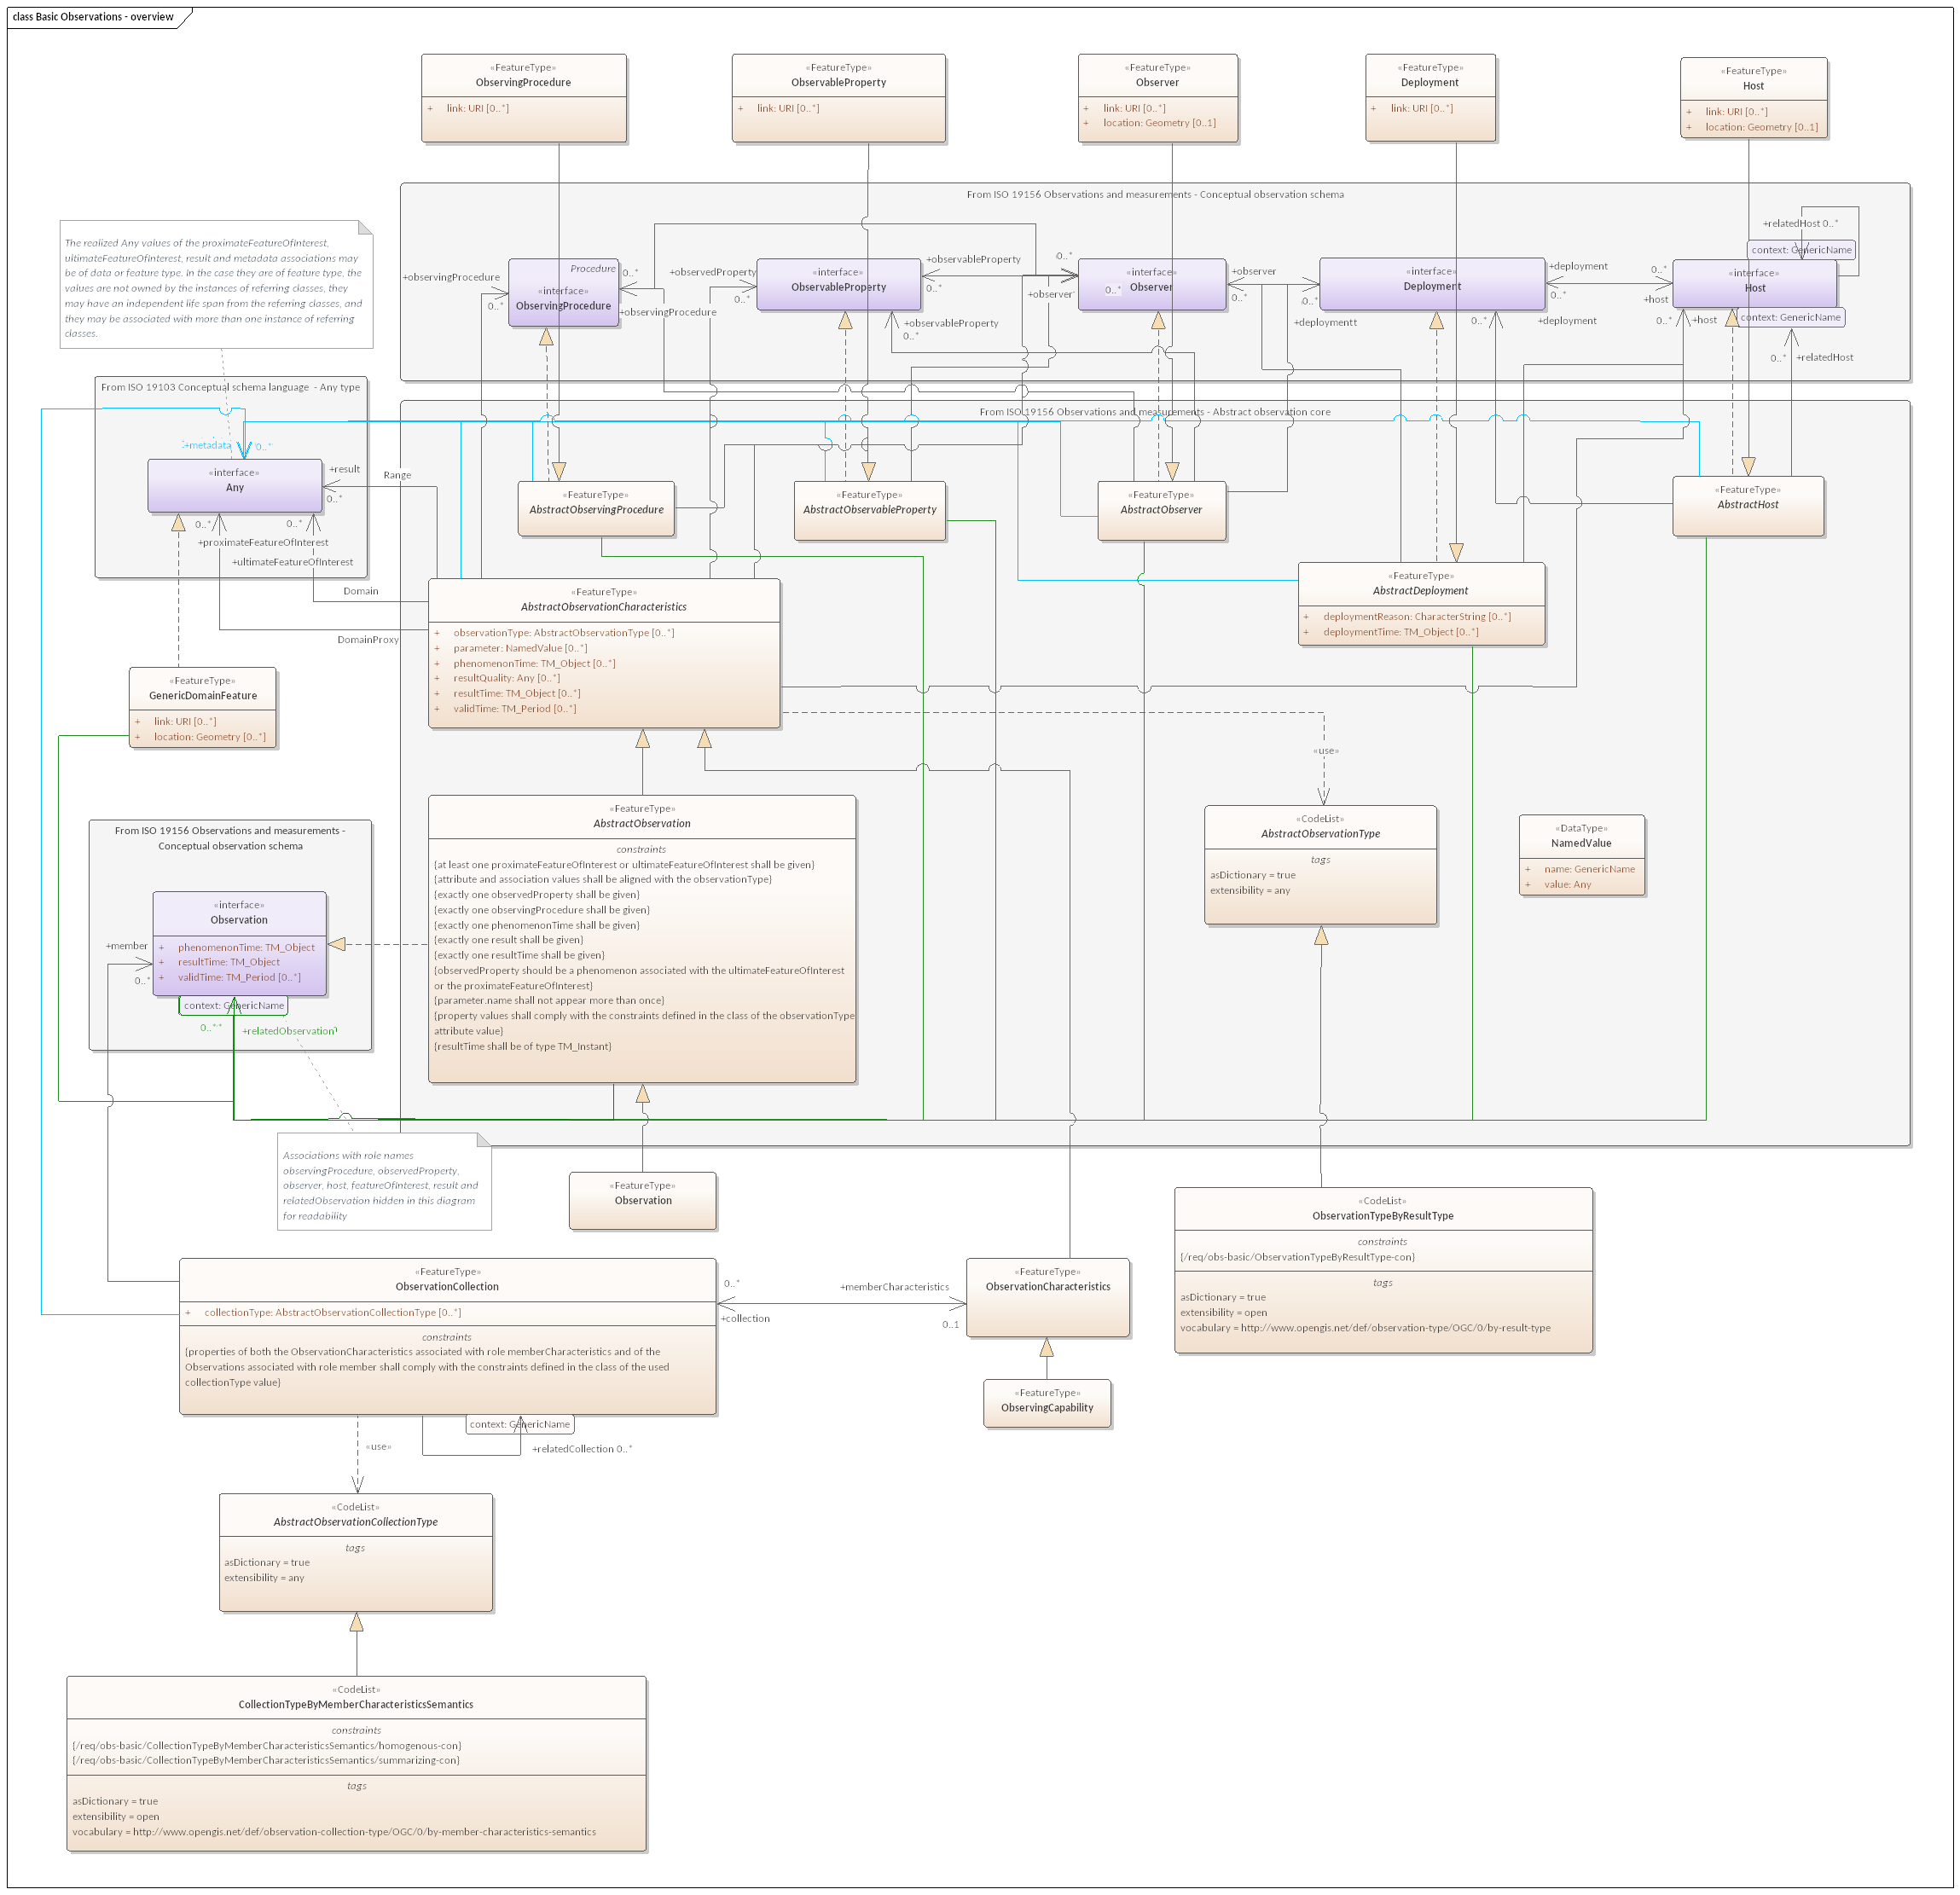 class Basic Observations - overview
«FeatureType»
ObservingProcedure
+ link: URI [0..*]
«FeatureType»
ObservableProperty
+ link: URI [0..*]
«FeatureType»
Observer
+ link: URI [0..*]
+ location: Geometry [0..1]
«FeatureType»
Deployment
+ link: URI [0..*]
«FeatureType»
Host
+ link: URI [0..*]
+ location: Geometry [0..1]
From ISO 19156 Observations and measurements - Conceptual observation schema
The realized Any values of the proximateFeatureOfInterest,
ultimateFeatureOfInterest, result and metadata associations may
be of data or feature type. In the case they are of feature type, the
values are not owned by the instances of referring classes, they
may have an independent life span from the referring classes, and
they may be associated with more than one instance of referring
classes.
+observingProcedure
0..*
Procedure
«interface»
ObservingProcedure
0..*
+observingProcedure
+observedProperty
0..*
«interface»
ObservableProperty
+observableProperty
0..*
+observableProperty
0..*
0..*
+observer
«interface»
Observer
0..*
+observer
0..*
0..*
+deploymentt
«interface»
Deployment
+deployment
0..*
0..*
+deployment
+relatedHost 0..*
context: GenericName
0..*
+host
«interface»
Host
context: GenericName
0..*
+host
0..*
+relatedHost
From ISO 19103 Conceptual schema language - Any type
+metadata
0..*
«interface»
Any
+result
0..*
Range
0..*
0..*
+proximateFeatureOfInterest
+ultimateFeatureOfInterest
Domain
DomainProxy
From ISO 19156 Observations and measurements - Abstract observation core
«FeatureType»
AbstractObservingProcedure
«FeatureType»
AbstractObservableProperty
«FeatureType»
AbstractObserver
«FeatureType»
AbstractHost
«FeatureType»
AbstractDeployment
+ deploymentReason: CharacterString [0..*]
+ deploymentTime: TM_Object [0..*]
«FeatureType»
AbstractObservationCharacteristics
+ observationType: AbstractObservationType [0..*]
+ parameter: NamedValue [0..*]
+ phenomenonTime: TM_Object [0..*]
+ resultQuality: Any [0..*]
+ resultTime: TM_Object [0..*]
+ validTime: TM_Period [0..*]
«FeatureType»
GenericDomainFeature
+ link: URI [0..*]
+ location: Geometry [0..*]
«use»
«FeatureType»
AbstractObservation
constraints
{at least one proximateFeatureOfInterest or ultimateFeatureOfInterest shall be given}
{attribute and association values shall be aligned with the observationType}
{exactly one observedProperty shall be given}
{exactly one observingProcedure shall be given}
{exactly one phenomenonTime shall be given}
{exactly one result shall be given}
{exactly one resultTime shall be given}
{observedProperty should be a phenomenon associated with the ultimateFeatureOfInterest
or the proximateFeatureOfInterest}
{parameter.name shall not appear more than once}
{property values shall comply with the constraints defined in the class of the observationType
attribute value}
{resultTime shall be of type TM_Instant}
«CodeList»
AbstractObservationType
tags
asDictionary = true
extensibility = any
«DataType»
NamedValue
+ name: GenericName
+ value: Any
From ISO 19156 Observations and measurements -
Conceptual observation schema
«interface»
Observation
+ phenomenonTime: TM_Object
+ resultTime: TM_Object
+ validTime: TM_Period [0..*]
+member
0..*
context: GenericName
0..*
+relatedObservation
Associations with role names
observingProcedure, observedProperty,
observer, host, featureOfInterest, result and
relatedObservation hidden in this diagram
for readability
«FeatureType»
Observation
«CodeList»
ObservationTypeByResultType
constraints
{/req/obs-basic/ObservationTypeByResultType-con}
tags
asDictionary = true
extensibility = open
vocabulary = http://www.opengis.net/def/observation-type/OGC/0/by-result-type
«FeatureType»
ObservationCollection
+ collectionType: AbstractObservationCollectionType [0..*]
constraints
{properties of both the ObservationCharacteristics associated with role memberCharacteristics and of the
Observations associated with role member shall comply with the constraints defined in the class of the used
collectionType value}
0..*
+collection
+memberCharacteristics
0..1
«FeatureType»
ObservationCharacteristics
«FeatureType»
ObservingCapability
context: GenericName
+relatedCollection 0..*
«use»
«CodeList»
AbstractObservationCollectionType
tags
asDictionary = true
extensibility = any
«CodeList»
CollectionTypeByMemberCharacteristicsSemantics
constraints
{/req/obs-basic/CollectionTypeByMemberCharacteristicsSemantics/homogenous-con}
{/req/obs-basic/CollectionTypeByMemberCharacteristicsSemantics/summarizing-con}
tags
asDictionary = true
extensibility = open
vocabulary = http://www.opengis.net/def/observation-collection-type/OGC/0/by-member-characteristics-semantics